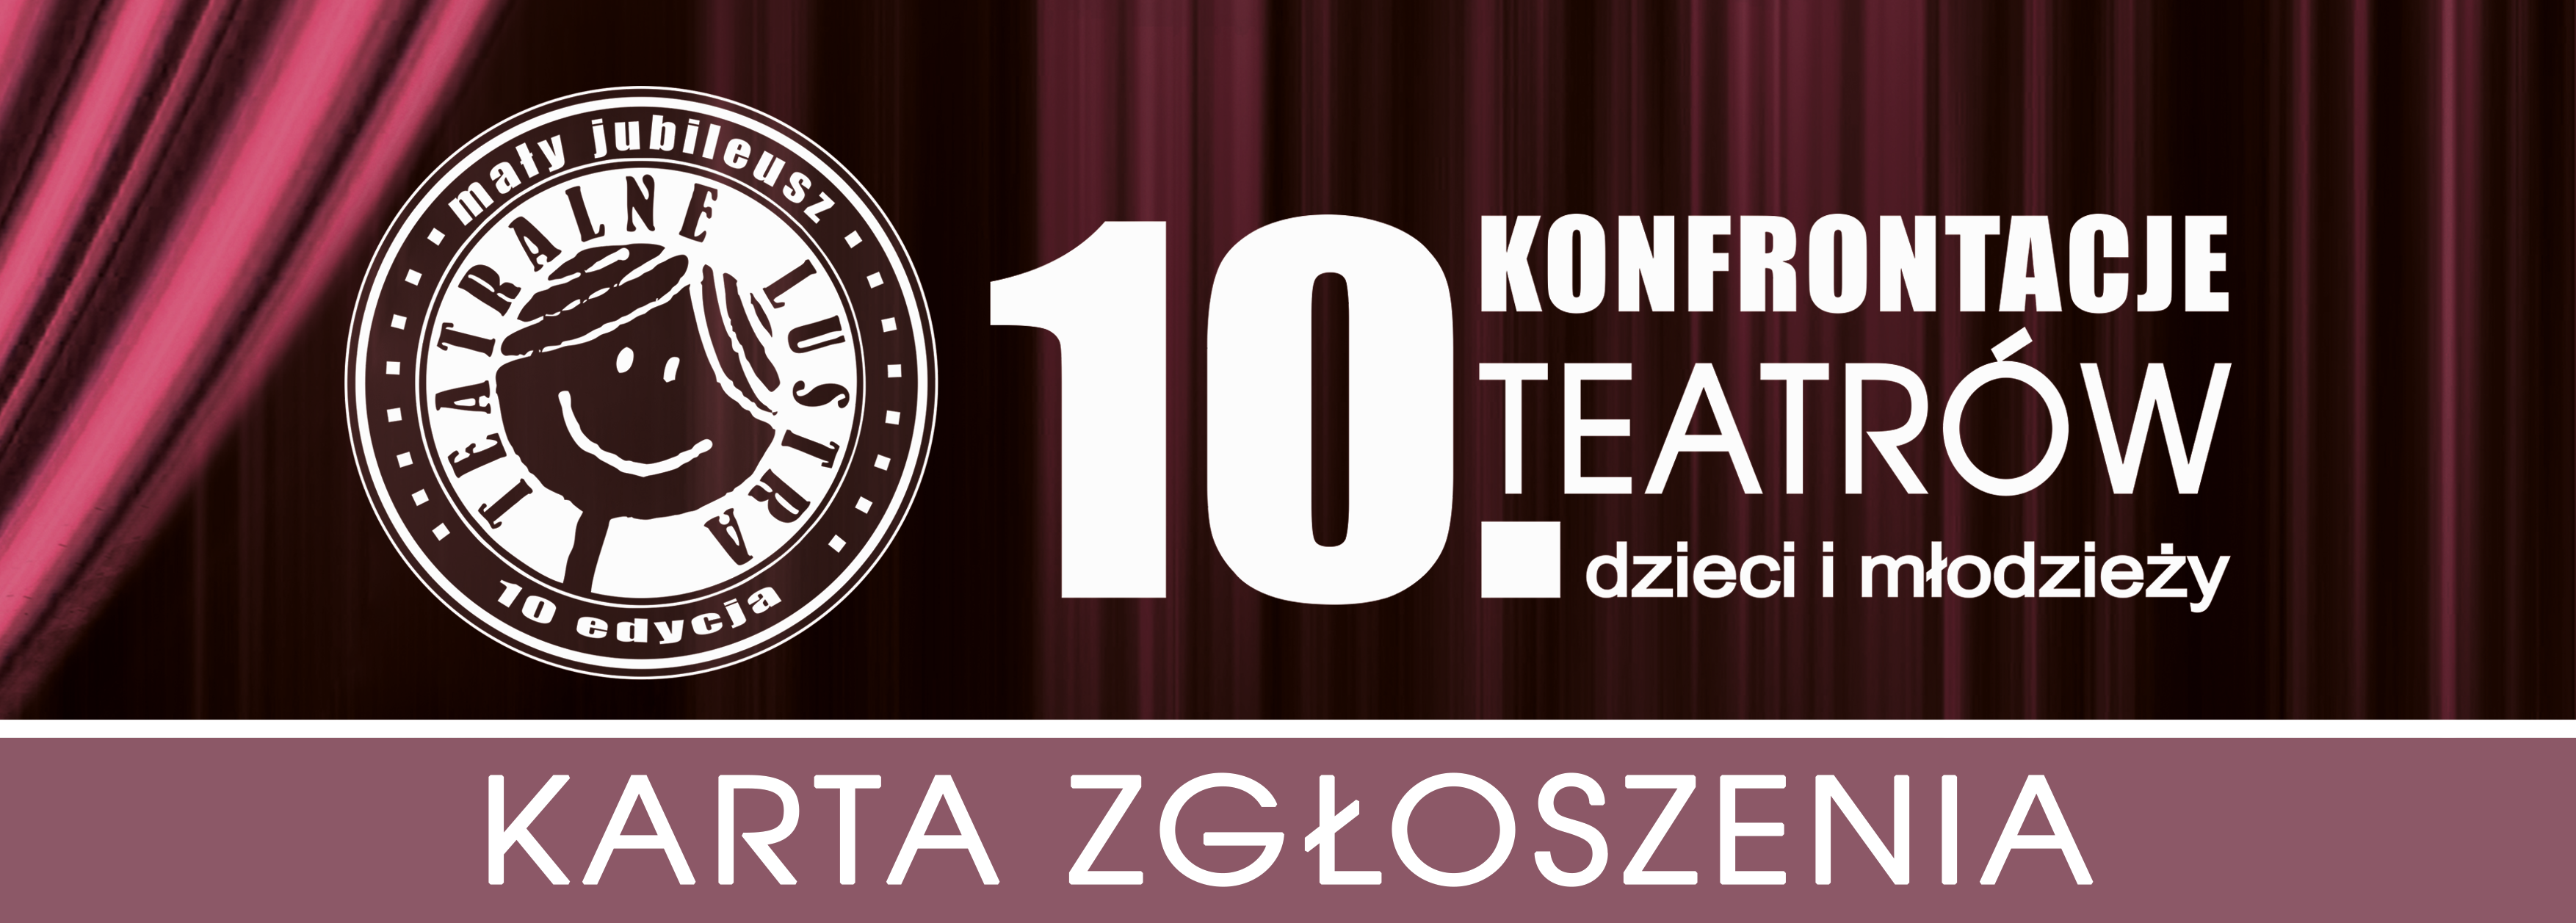 mały jubileusz
TEATRALNE LUSTRA
10 edycja
10. KONFRONTACJE
TEATRÓW
dzieci i młodzieży
KARTA ZGŁOSZENIA